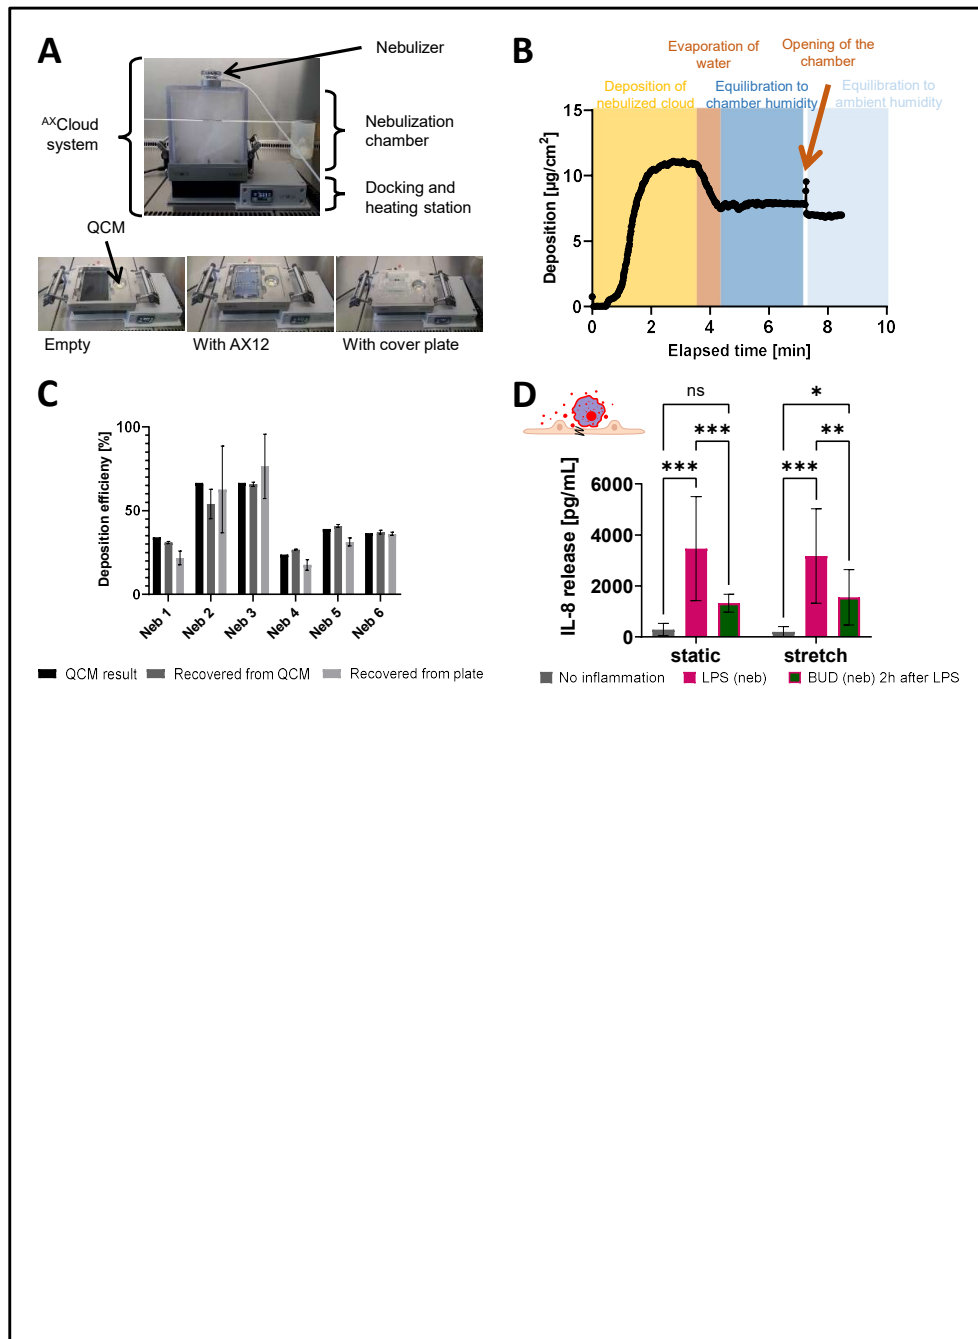 A
Nebulizer
AXCloud
system
Nebulization
chamber
Docking and
heating station
QCM
Empty
With AX12
With cover plate
B
Evaporation of
water
Opening of the
chamber
Deposition of
nebulized cloud
Equilibration to
chamber humidity
Equilibration to
ambient humidity
Deposition [µg/cm2]
15
10
5
0
0 2 4 6 8 10
Elapsed time [min]
C
Deposition efficieny [%]
100
50
0
Neb 1
Neb 2
Neb 3
Neb 4
Neb 5
Neb 6
QCM result
Recovered from QCM
Recovered from plate
D
ns
*
***
**
***
***
IL-8 release [pg/mL]
6000
4000
2000
0
static
stretch
No inflammation
LPS (neb)
BUD (neb) 2h after LPS